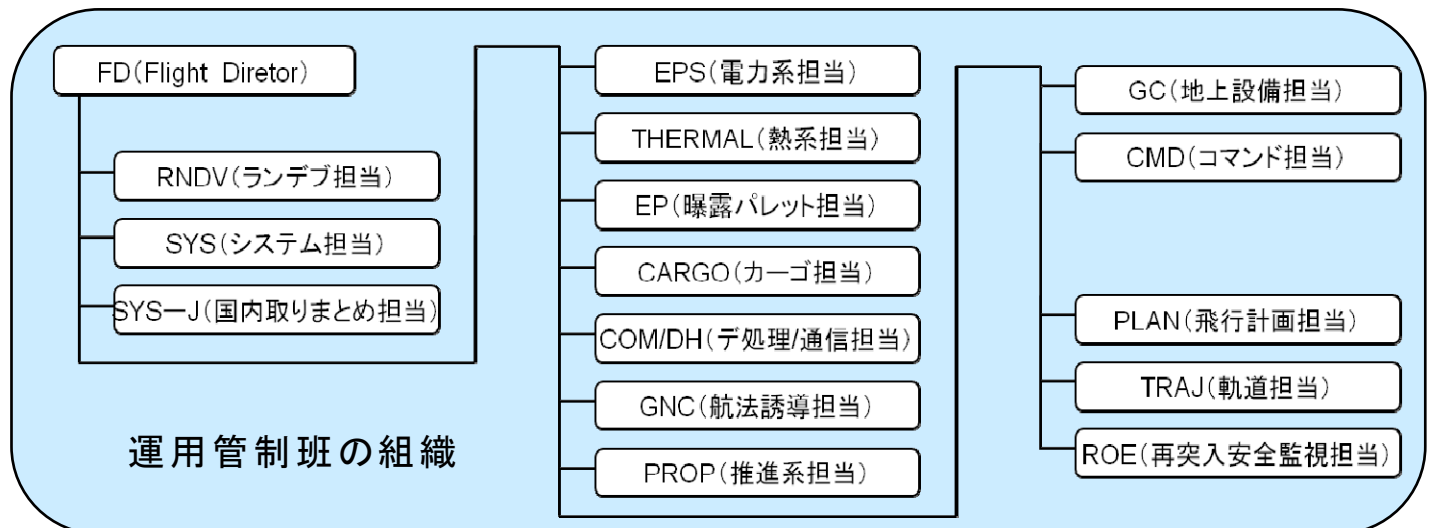 FD(Flight Diretor)
RNDV(ランデブ担当)
SYS(システム担当)
SYSーJ(国内取りまとめ担当)
EPS(電力系担当)
THERMAL(熱系担当)
EP(曝露パレット担当)
CARGO(カーゴ担当)
COM/DH(デ処理/通信担当)
GNC(航法誘導担当)
PROP(推進系担当)
GC(地上設備担当)
CMD(コマンド担当)
PLAN(飛行計画担当)
TRAJ(軌道担当)
ROE(再突入安全監視担当)
運用管制班の組織